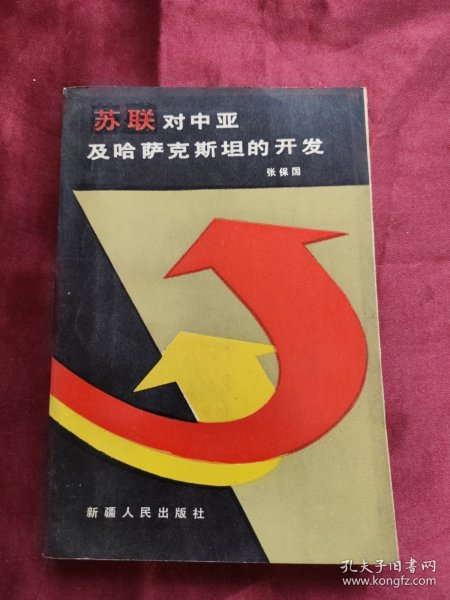 苏联对中亚
及哈萨克斯坦的开发
张保国
新疆人民出版社
孔夫子旧书网
www.kongfz.com